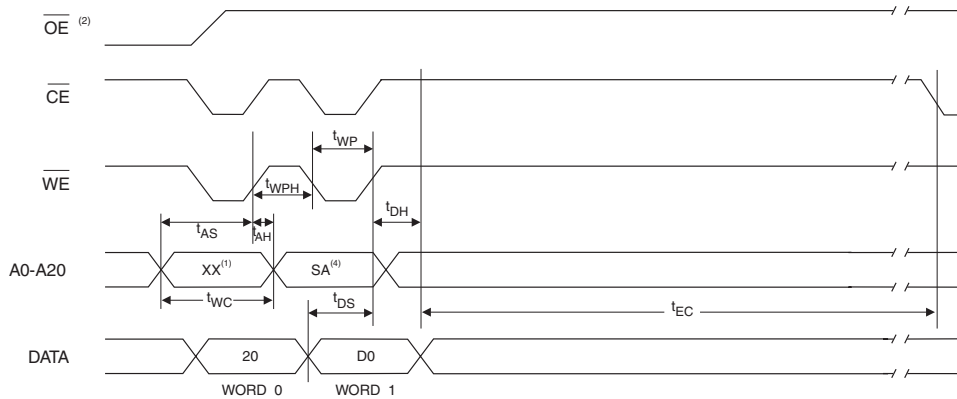 OE (2)
CE
tWP
WE
tWPH
tDH
tAS
tAH
A0-A20
XX(1)
SA(4)
tWC
tDS
tEC
DATA
20
D0
WORD 0
WORD 1